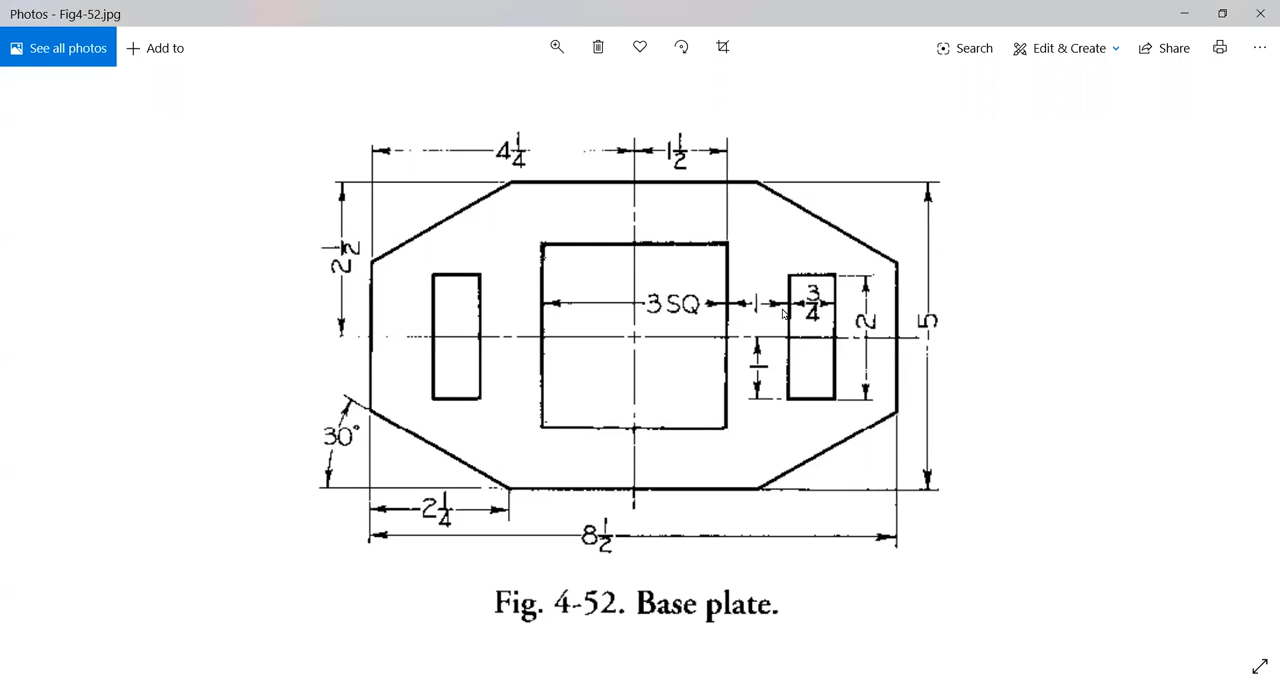 Photos - Fig4-52.jpg
See all photos
Add to
Search
Edit & Create
Share
4 1/4
1 1/2
2 1/2
3 SQ
1
3/4
2
5
1
30°
2 1/4
8 1/2
Fig. 4-52. Base plate.